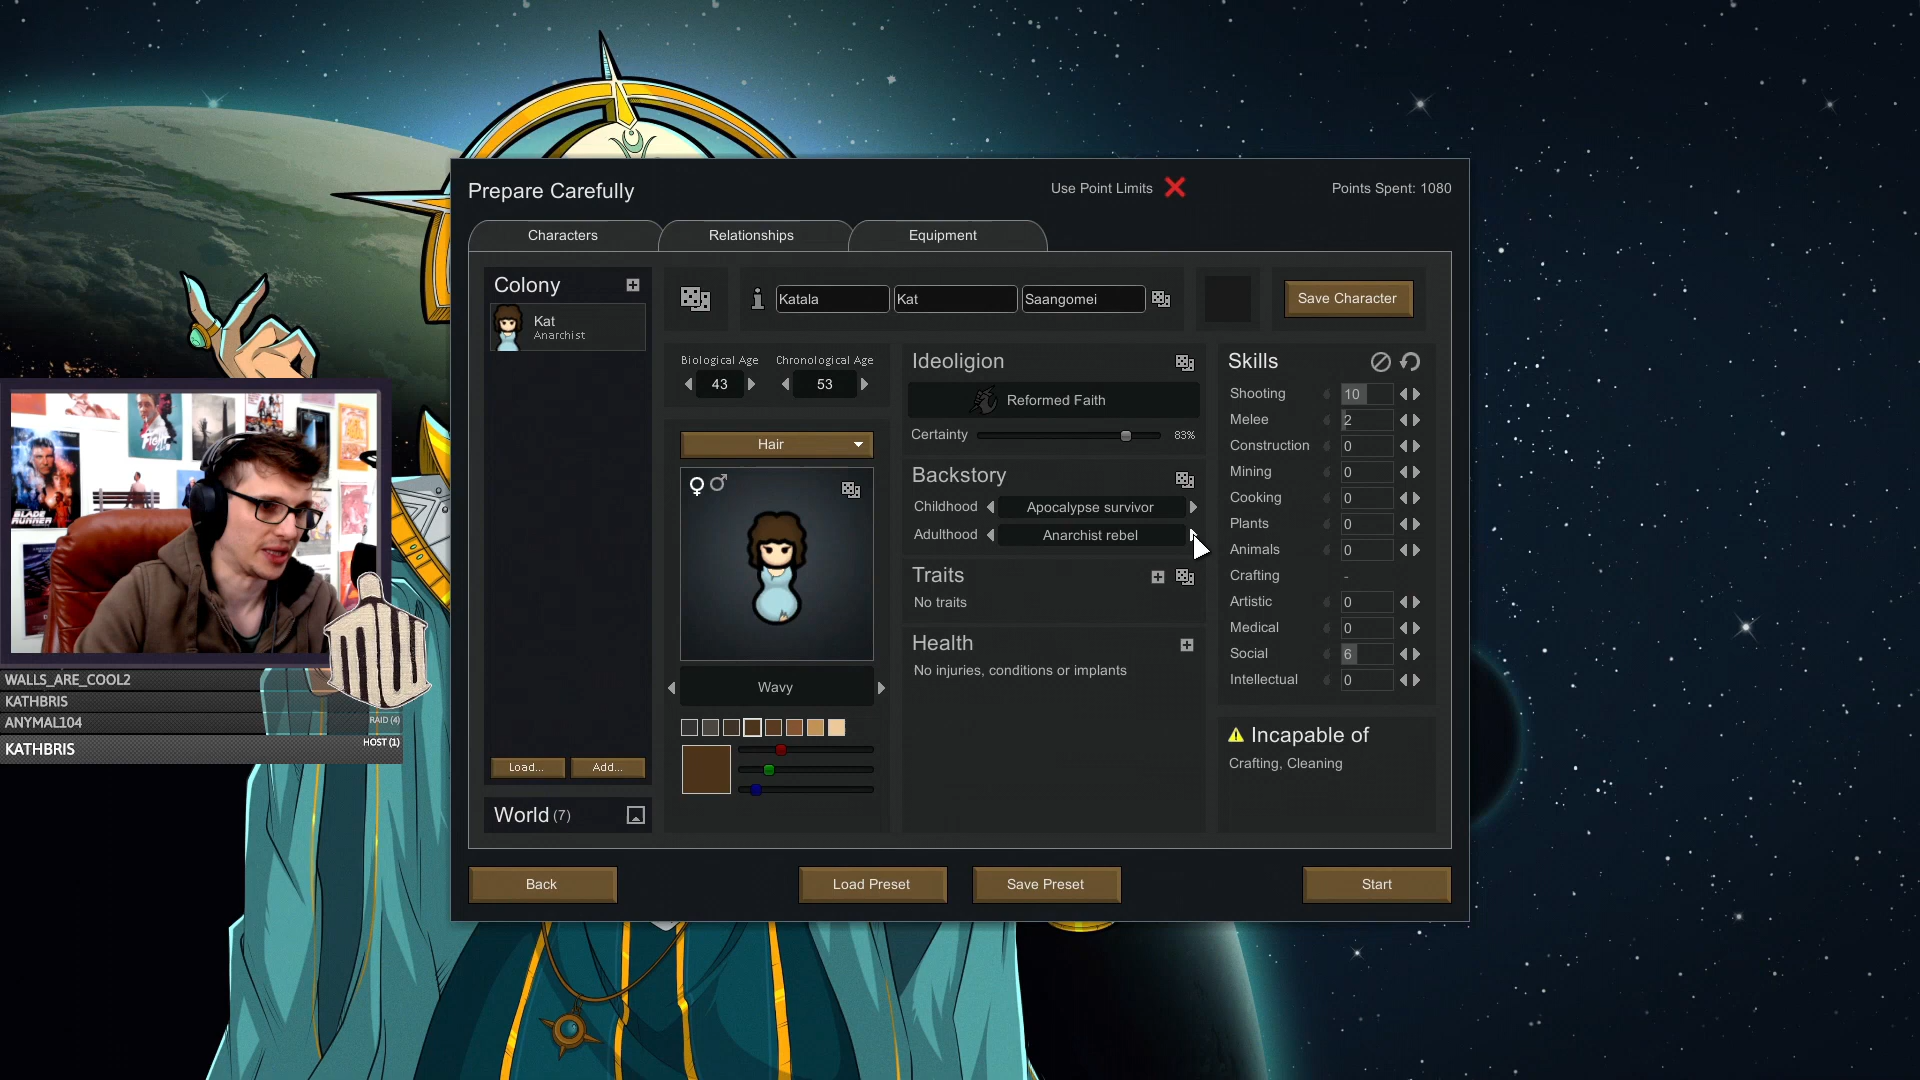 Prepare Carefully
Use Point Limits
Points Spent: 1080
Characters
Relationships
Equipment
Colony
Kat
Anarchist
Katala
Kat
Saangomei
Save Character
Biological Age
Chronological Age
43
53
Hair
Wavy
Load...
Add...
World (7)
Ideoligion
Reformed Faith
Certainty
83%
Backstory
Childhood
Apocalypse survivor
Adulthood
Anarchist rebel
Traits
No traits
Health
No injuries, conditions or implants
Skills
Shooting 10
Melee 2
Construction 0
Mining 0
Cooking 0
Plants 0
Animals 0
Crafting -
Artistic 0
Medical 0
Social 6
Intellectual 0
Incapable of
Crafting, Cleaning
Back
Load Preset
Save Preset
Start
BLADE
RUNNER
FIGHT
WALLS_ARE_COOL2
KATHBRIS
ANYMAL104
RAID (4)
KATHBRIS
HOST (1)